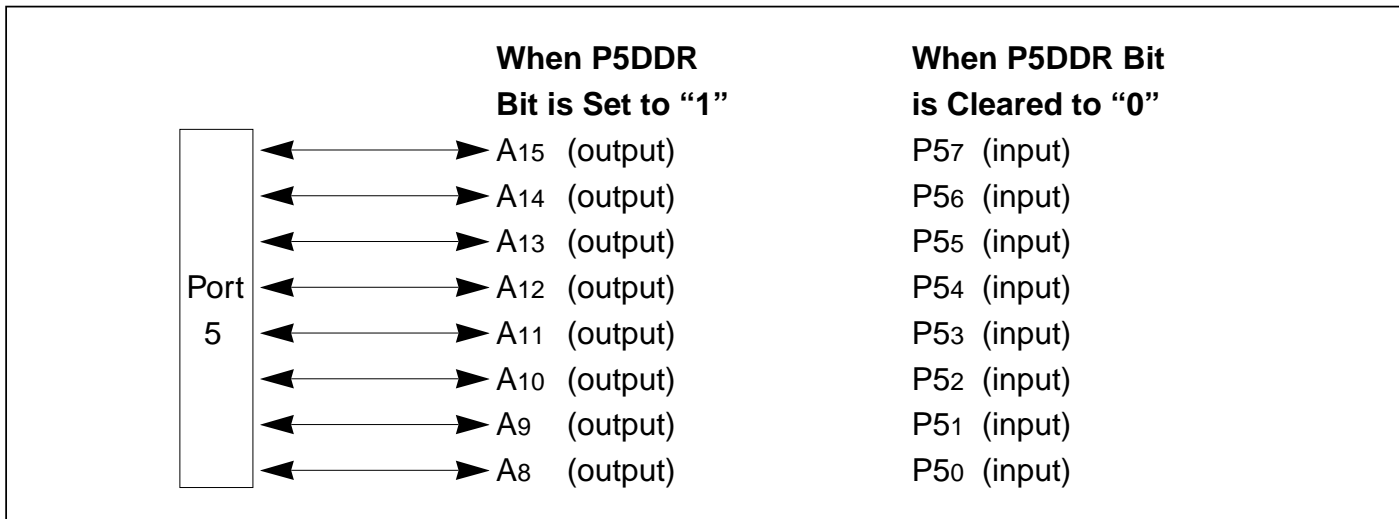 When P5DDR Bit is Set to “1”
When P5DDR Bit is Cleared to “0”
Port 5
A15 (output) P57 (input)
A14 (output) P56 (input)
A13 (output) P55 (input)
A12 (output) P54 (input)
A11 (output) P53 (input)
A10 (output) P52 (input)
A9 (output) P51 (input)
A8 (output) P50 (input)